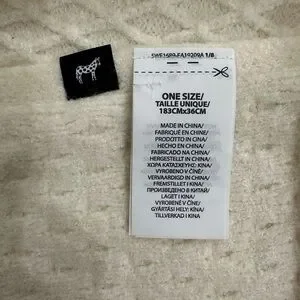 SWF1689-FA19209A 1/8
ONE SIZE/
TAILLE UNIQUE/
183CMx36CM
MADE IN CHINA/
FABRIQUÉ EN CHINE/
PRODOTTO IN CINA/
HECHO EN CHINA/
FABRICADO NA CHINA/
HERGESTELLT IN CHINA/
ΧΩΡΑ ΚΑΤΑΣΚΕΥΗΣ: ΚΙΝΑ/
VYROBENO V ČÍNĚ/
VERVAARDIGD IN CHINA/
FREMSTILLET I KINA/
ПРОИЗВЕДЕНО В КИТАЙ/
LAGET I KINA/
VYROBENÉ V ČÍNE/
GYÁRTÁSI HELY: KÍNA/
TILLVERKAD I KINA